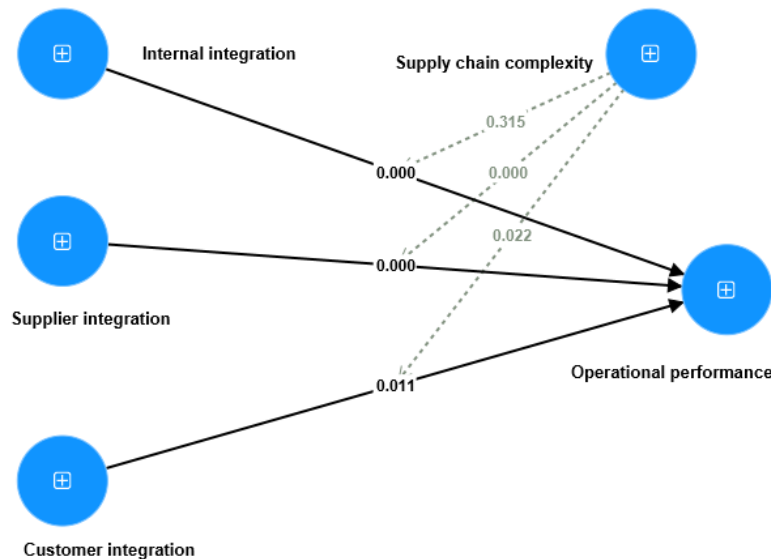 Internal integration
Supply chain complexity
0.315
0.000
0.000
0.022
0.000
Supplier integration
Operational performance
0.011
Customer integration